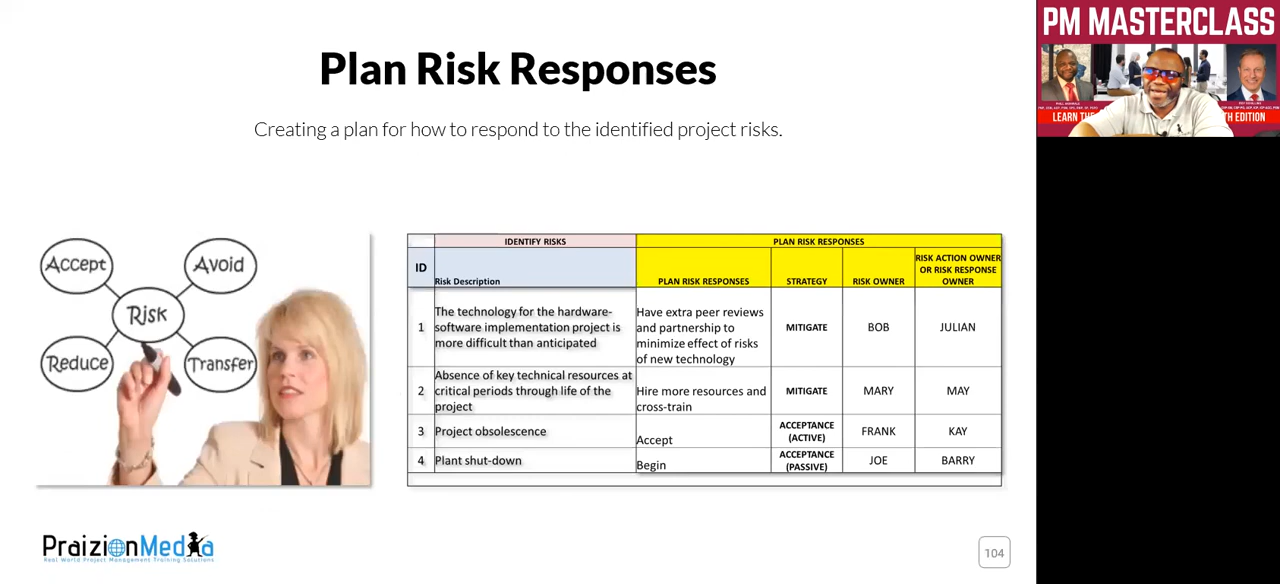 Plan Risk Responses
Creating a plan for how to respond to the identified project risks.
Accept
Avoid
Risk
Reduce
Transfer
IDENTIFY RISKS
PLAN RISK RESPONSES
ID
Risk Description
PLAN RISK RESPONSES
STRATEGY
RISK OWNER
RISK ACTION OWNER
OR RISK RESPONSE
OWNER
1
The technology for the hardware-
software implementation project is
more difficult than anticipated
Have extra peer reviews
and partnership to
minimize effect of risks
of new technology
MITIGATE
BOB
JULIAN
2
Absence of key technical resources at
critical periods through life of the
project
Hire more resources and
cross-train
MITIGATE
MARY
MAY
3
Project obsolescence
Accept
ACCEPTANCE
(ACTIVE)
FRANK
KAY
4
Plant shut-down
Begin
ACCEPTANCE
(PASSIVE)
JOE
BARRY
PraizionMedia
Real World Project Management Training Solutions
104
PM MASTERCLASS
LEARN TH
TH EDITION